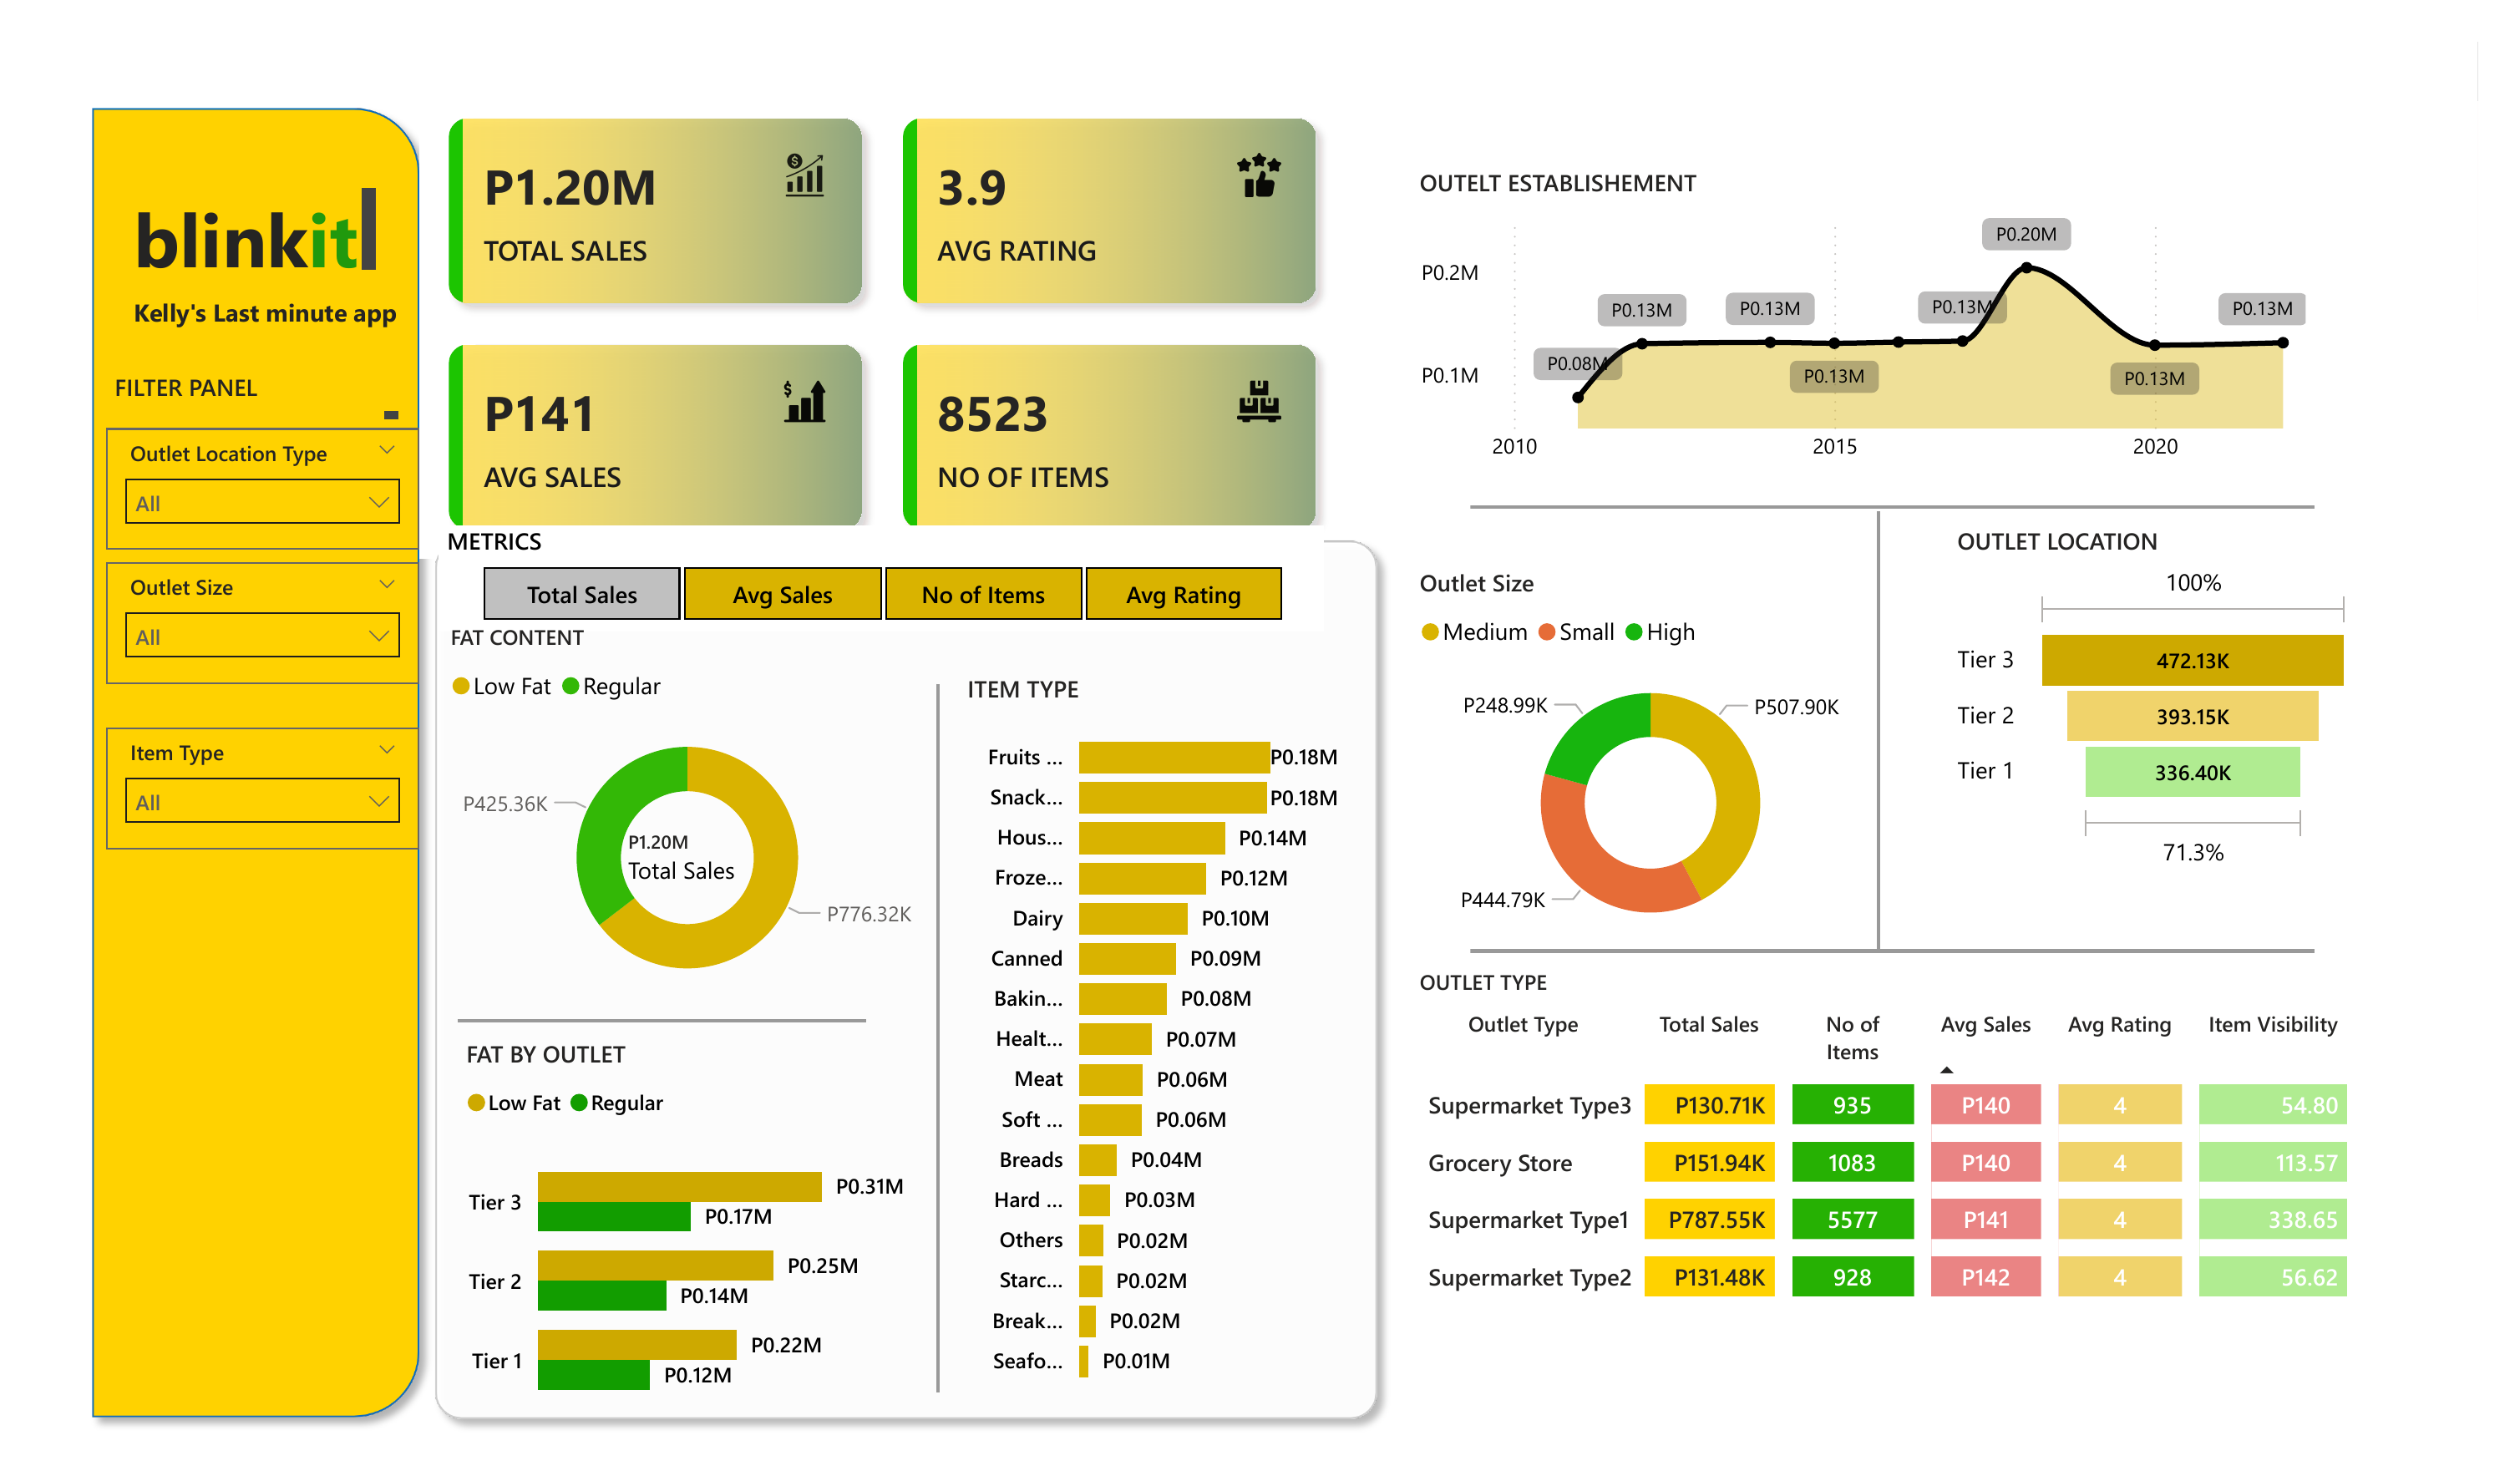 blinkit
Kelly's Last minute app
FILTER PANEL
Outlet Location Type
All
Outlet Size
All
Item Type
All
P1.20M
TOTAL SALES
3.9
AVG RATING
P141
AVG SALES
8523
NO OF ITEMS
METRICS
Total Sales Avg Sales No of Items Avg Rating
FAT CONTENT
Low Fat Regular
P425.36K
P1.20M
Total Sales
P776.32K
FAT BY OUTLET
Low Fat Regular
Tier 3 P0.31M
P0.17M
Tier 2 P0.25M
P0.14M
Tier 1 P0.22M
P0.12M
ITEM TYPE
Fruits ... P0.18M
Snack... P0.18M
Hous... P0.14M
Froze... P0.12M
Dairy P0.10M
Canned P0.09M
Bakin... P0.08M
Healt... P0.07M
Meat P0.06M
Soft ... P0.06M
Breads P0.04M
Hard ... P0.03M
Others P0.02M
Starc... P0.02M
Break... P0.02M
Seafo... P0.01M
OUTELT ESTABLISHEMENT
P0.2M
P0.1M
P0.08M
P0.13M
P0.13M
P0.13M
P0.13M
P0.20M
P0.13M
P0.13M
2010 2015 2020
Outlet Size
Medium Small High
P248.99K
P507.90K
P444.79K
OUTLET LOCATION
100%
Tier 3 472.13K
Tier 2 393.15K
Tier 1 336.40K
71.3%
OUTLET TYPE
Outlet Type Total Sales No of Items Avg Sales Avg Rating Item Visibility
Supermarket Type3 P130.71K 935 P140 4 54.80
Grocery Store P151.94K 1083 P140 4 113.57
Supermarket Type1 P787.55K 5577 P141 4 338.65
Supermarket Type2 P131.48K 928 P142 4 56.62